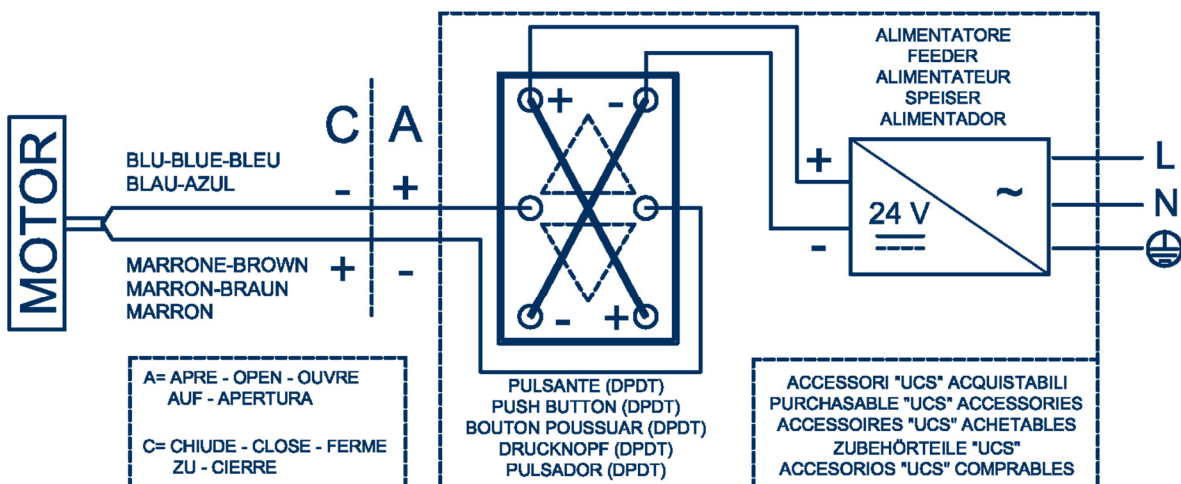 MOTOR
BLU-BLUE-BLEU
BLAU-AZUL
MARRONE-BROWN
MARRON-BRAUN
MARRON
C A
- +
+ -
A= APRE - OPEN - OUVRE
AUF - APERTURA
C= CHIUDE - CLOSE - FERME
ZU - CIERRE
+ -
- +
PULSANTE (DPDT)
PUSH BUTTON (DPDT)
BOUTON POUSSUAR (DPDT)
DRUCKNOPF (DPDT)
PULSADOR (DPDT)
ALIMENTATORE
FEEDER
ALIMENTATEUR
SPEISER
ALIMENTADOR
+
-
24 V
~
L
N
ACCESSORI "UCS" ACQUISTABILI
PURCHASABLE "UCS" ACCESSORIES
ACCESSOIRES "UCS" ACHETABLES
ZUBEHÖRTEILE "UCS"
ACCESORIOS "UCS" COMPRABLES